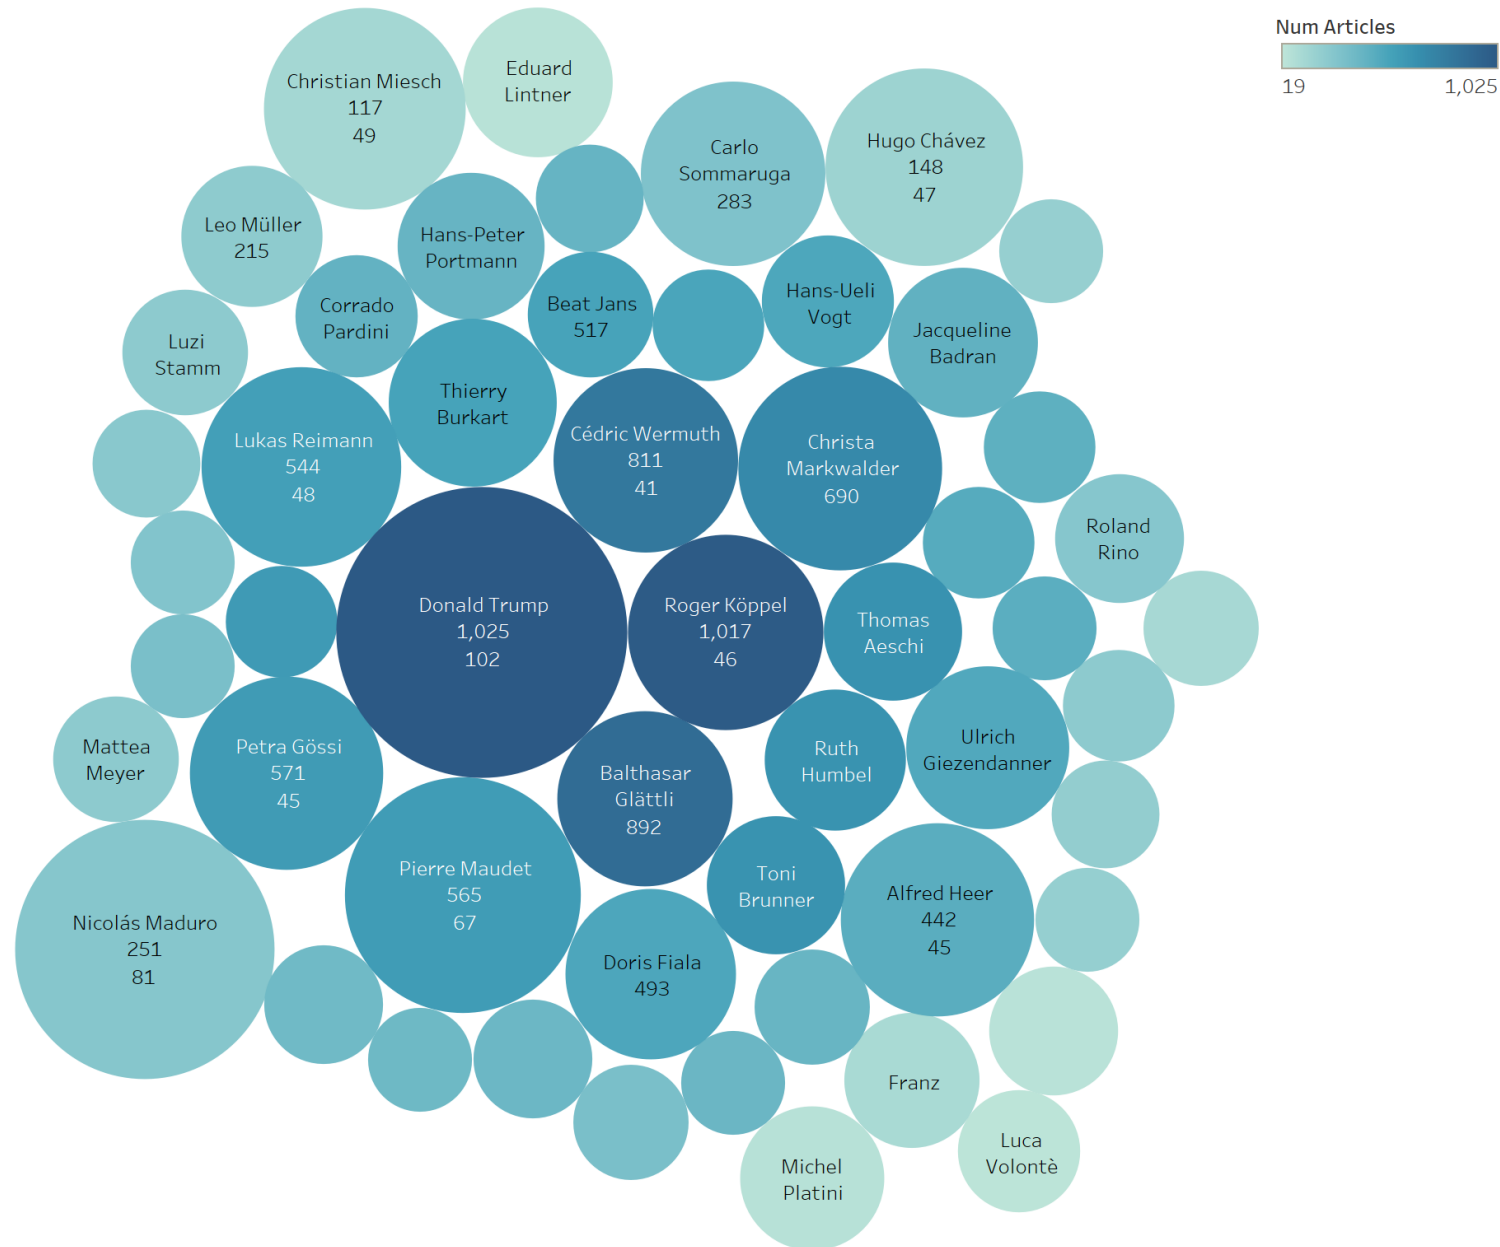 Num Articles
19 1,025
Christian Miesch
117
49
Eduard
Lintner
Carlo
Sommaruga
283
Hugo Chávez
148
47
Leo Müller
215
Hans-Peter
Portmann
Corrado
Pardini
Beat Jans
517
Hans-Ueli
Vogt
Jacqueline
Badran
Luzi
Stamm
Thierry
Burkart
Lukas Reimann
544
48
Cédric Wermuth
811
41
Christa
Markwalder
690
Roland
Rino
Donald Trump
1,025
102
Roger Köppel
1,017
46
Thomas
Aeschi
Mattea
Meyer
Petra Gössi
571
45
Balthasar
Glättli
892
Ruth
Humbel
Ulrich
Giezendanner
Nicolás Maduro
251
81
Pierre Maudet
565
67
Toni
Brunner
Alfred Heer
442
45
Doris Fiala
493
Franz
Michel
Platini
Luca
Volontè